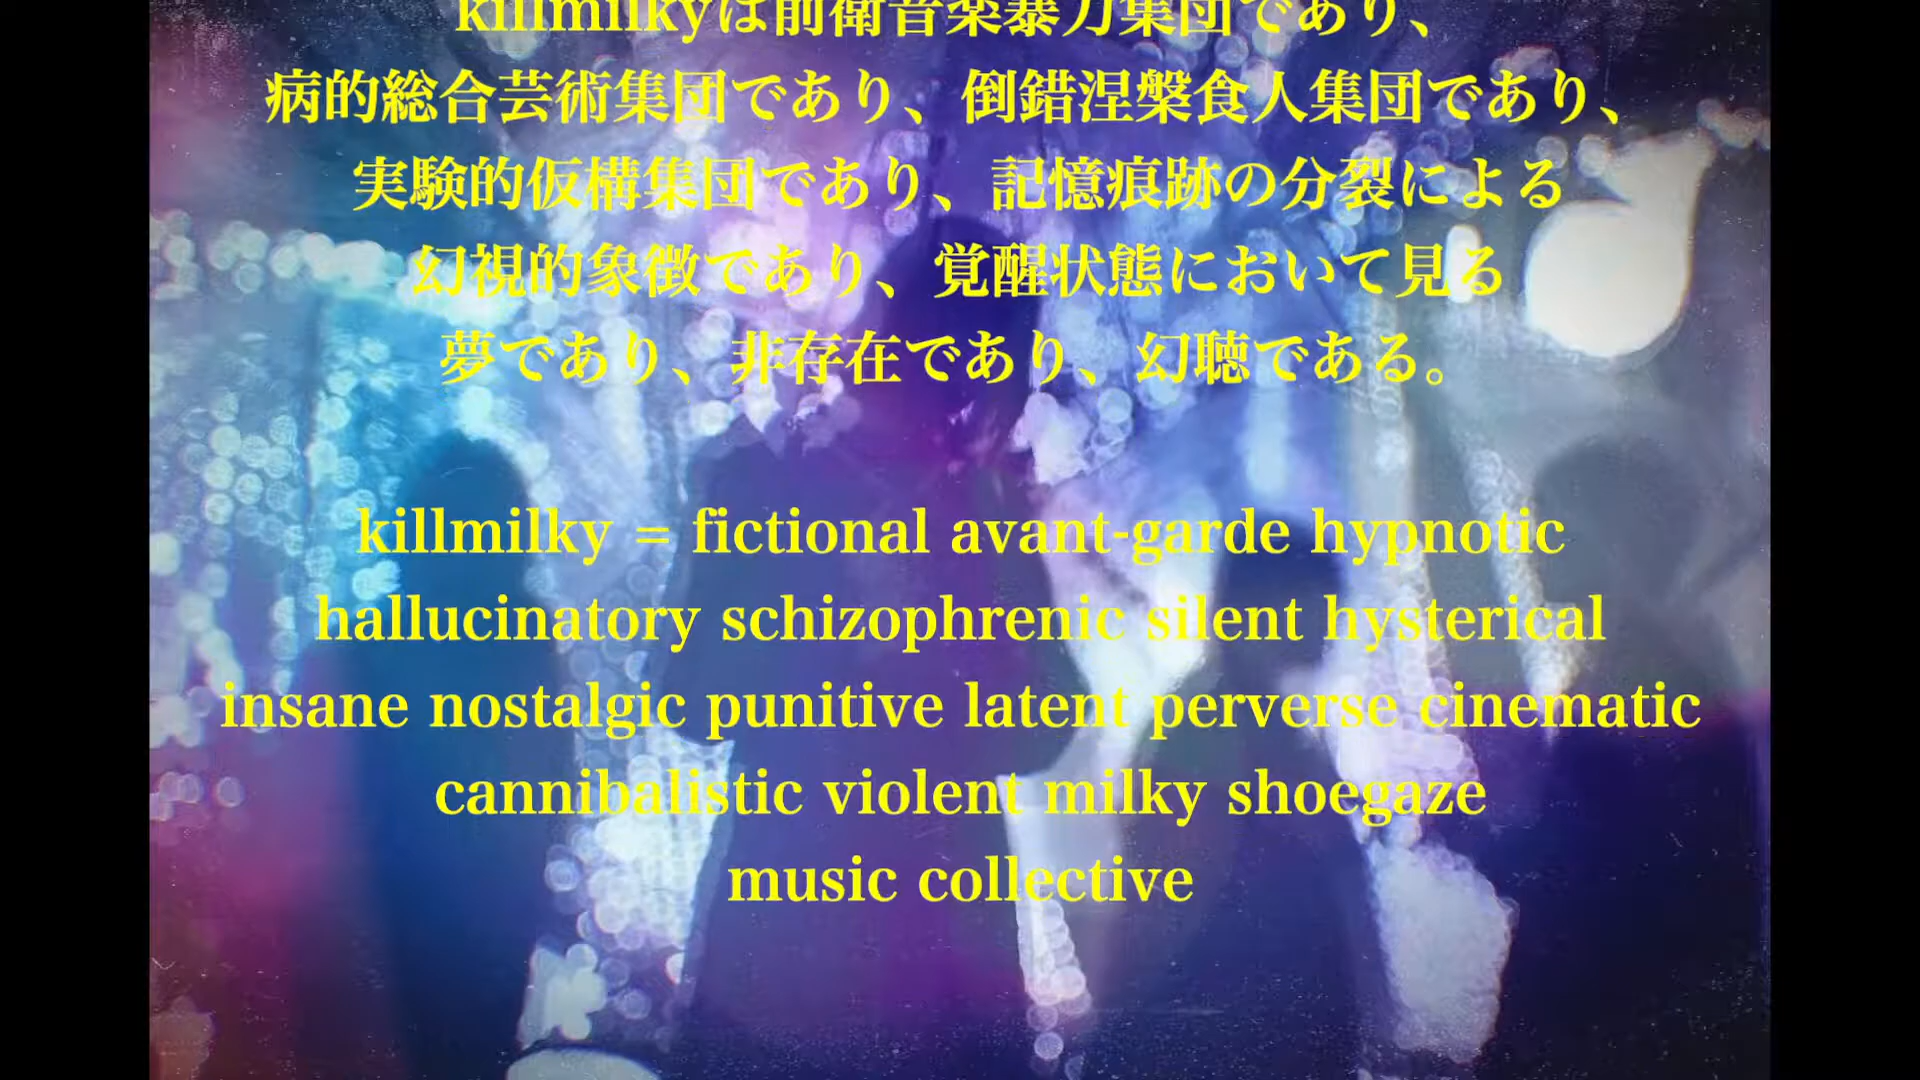 killmilkyは前衛音楽暴力集団であり、
病的総合芸術集団であり、倒錯涅槃食人集団であり、
実験的仮構集団であり、記憶痕跡の分裂による
幻視的象徴であり、覚醒状態において見る
夢であり、非存在であり、幻聴である。
killmilky = fictional avant-garde hypnotic
hallucinatory schizophrenic silent hysterical
insane nostalgic punitive latent perverse cinematic
cannibalistic violent milky shoegaze
music collective